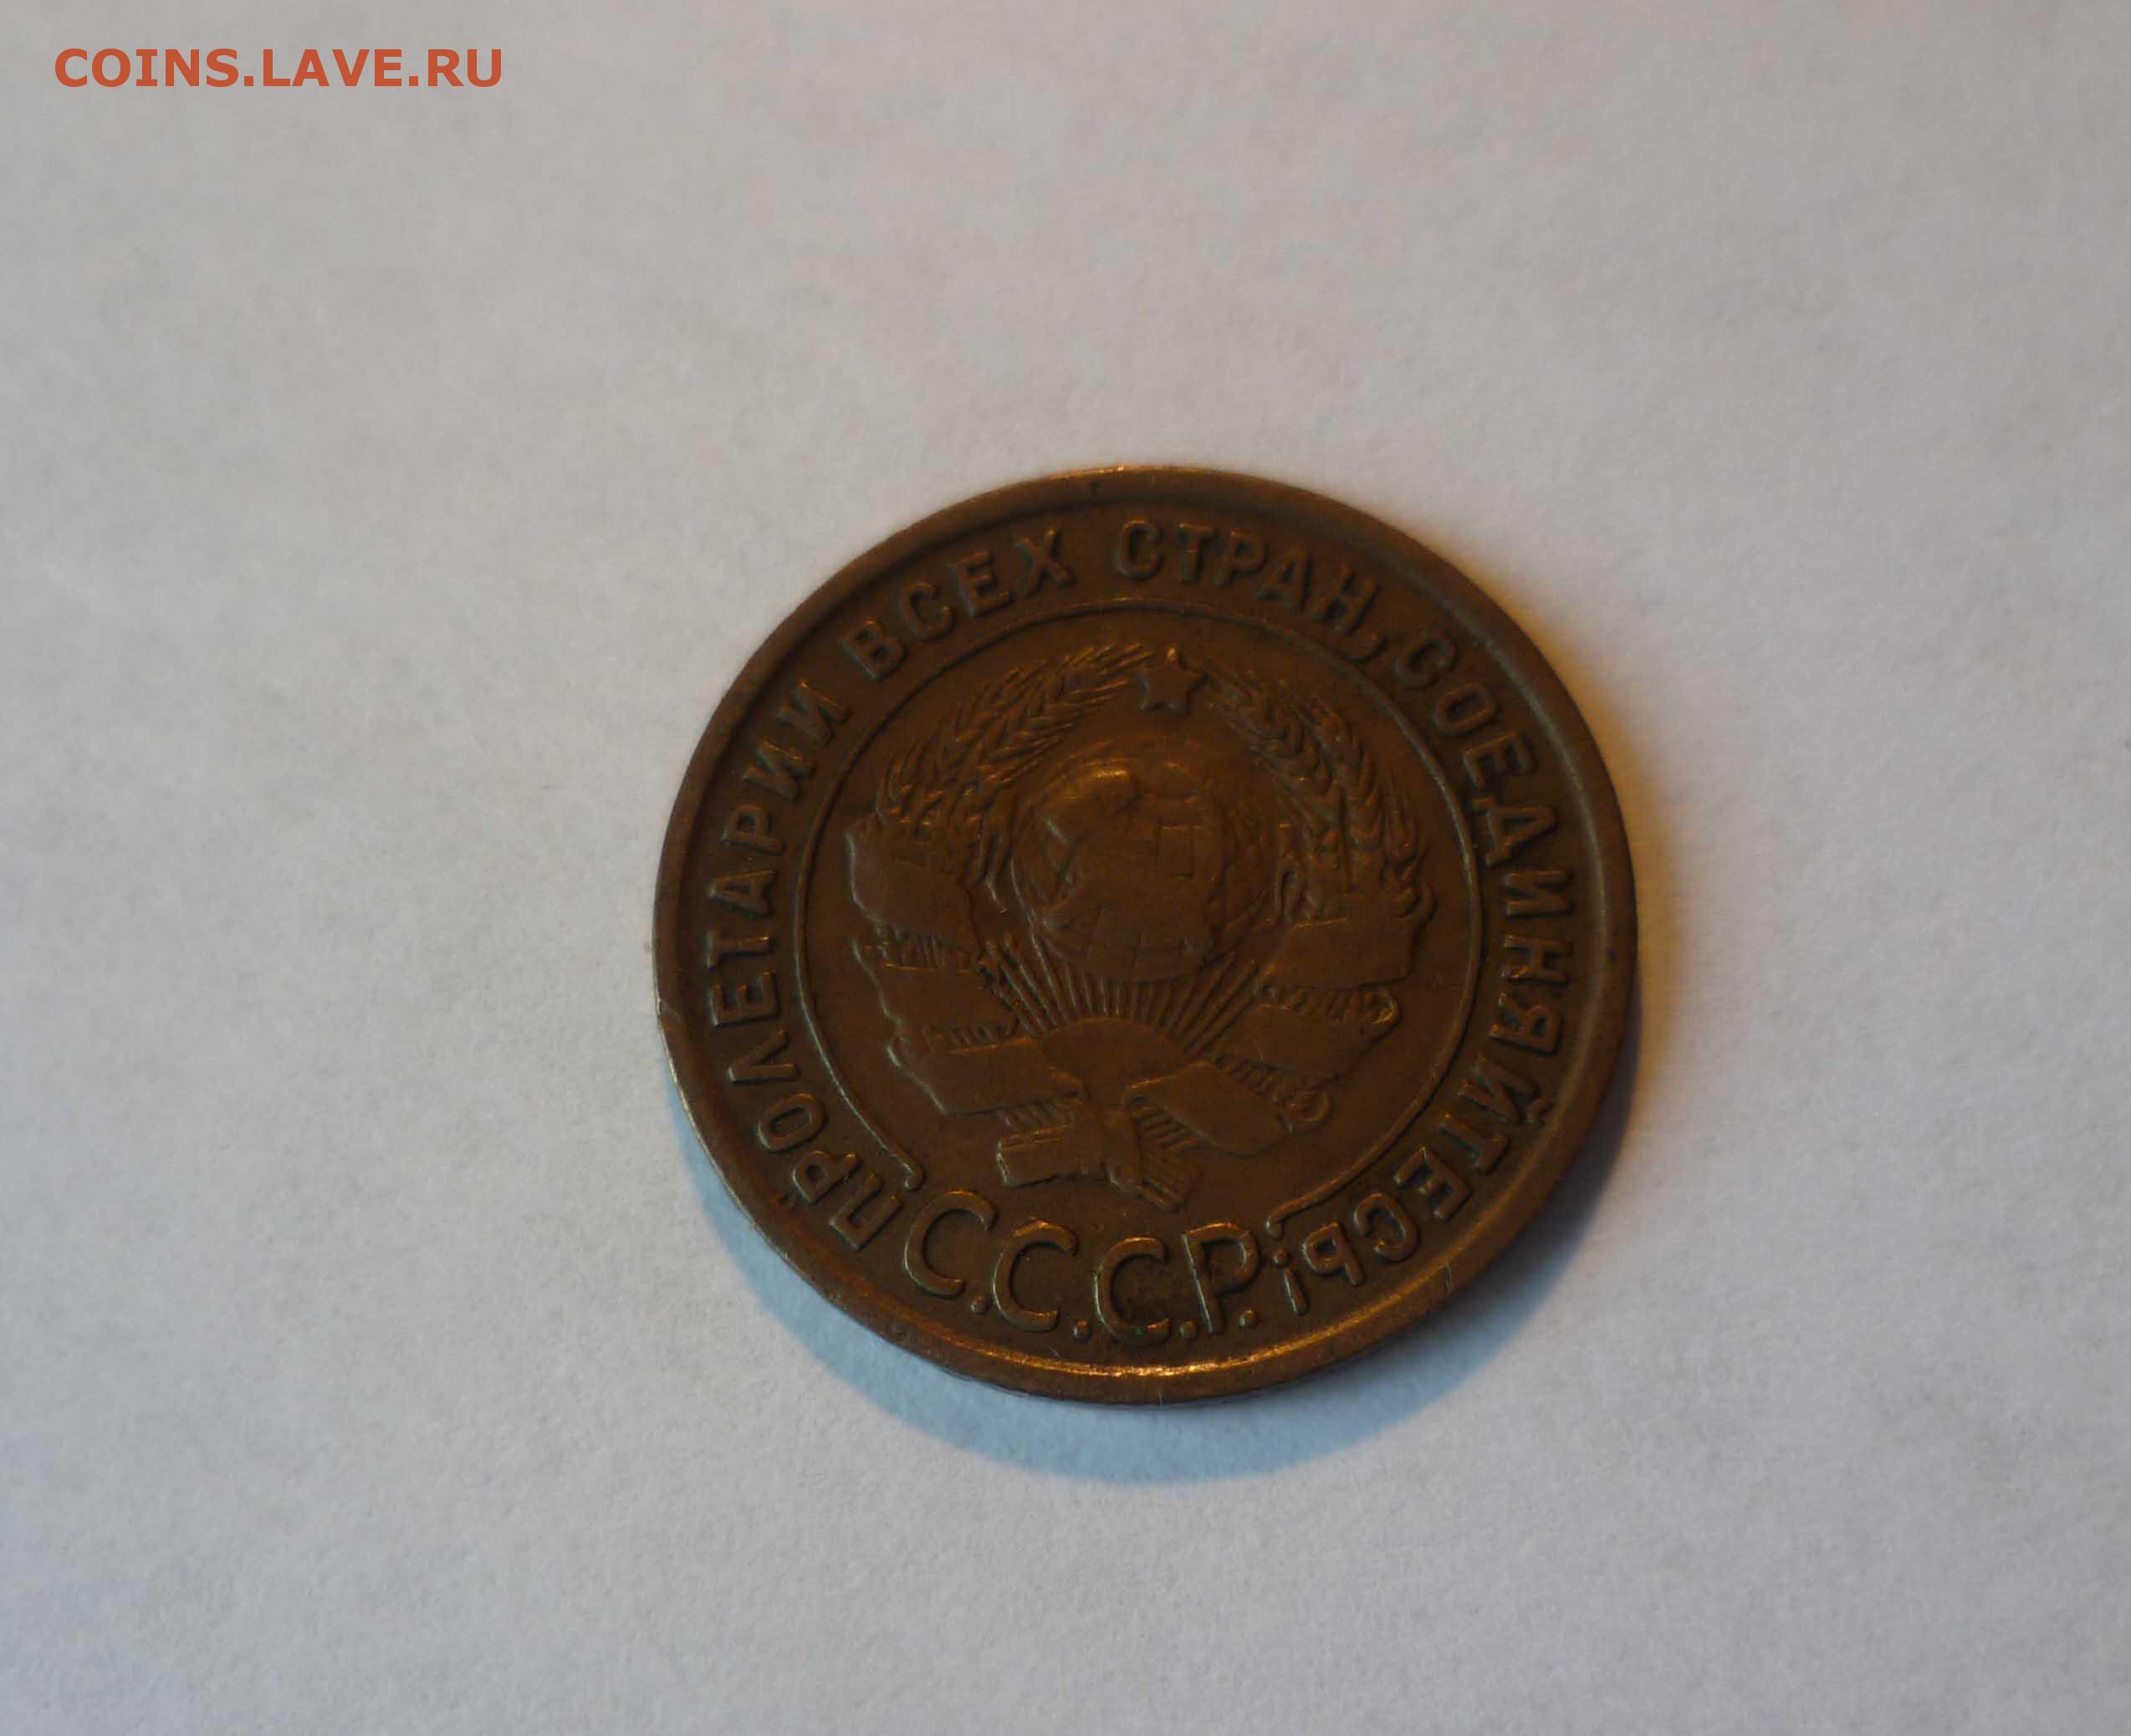 COINS.LAVE.RU
ПРОЛЕТАРИИ ВСЕХ СТРАН, СОЕДИНЯЙТЕСЬ!
С.С.С.Р.